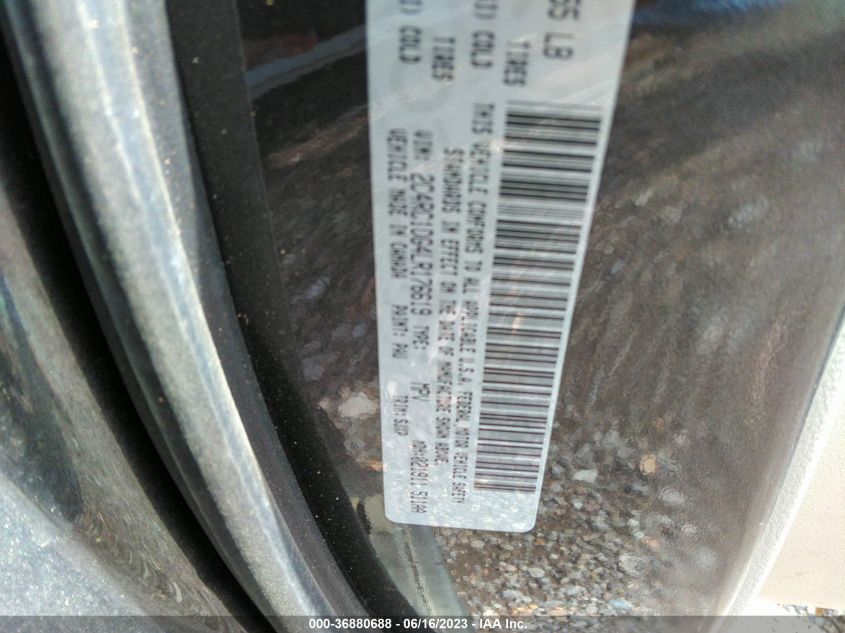 55 LB
TIRES
COLD
TIRES
COLD
THIS VEHICLE CONFORMS TO ALL APPLICABLE U.S.A. FEDERAL MOTOR VEHICLE SAFETY
STANDARDS IN EFFECT ON THE DATE OF MANUFACTURE SHOWN ABOVE.
VIN: 2C4RC1DG4LR176619 TYPE: MPV
VEHICLE MADE IN CANADA PAINT: PAU
000-36880688 - 06/16/2023 - IAA Inc.